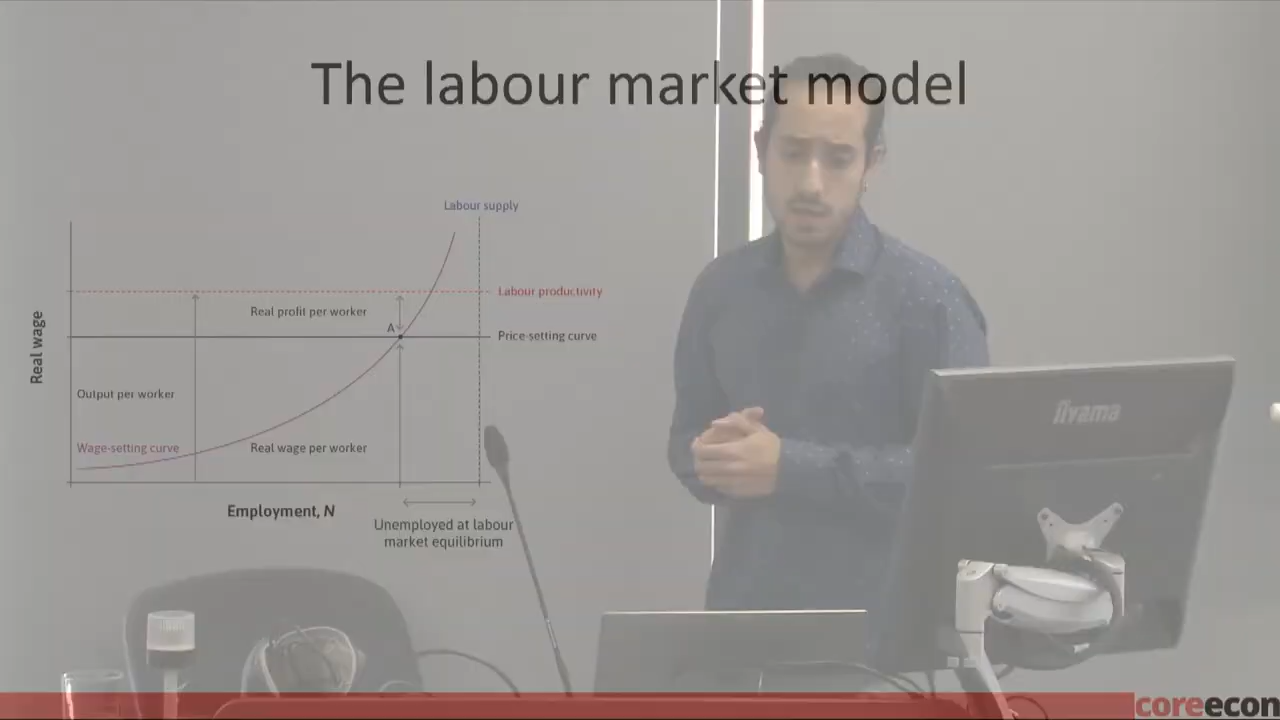 The labour market model
Labour supply
Labour productivity
Real profit per worker
A
Price-setting curve
Real wage
Output per worker
Wage-setting curve
Real wage per worker
Employment, N
Unemployed at labour
market equilibrium
iiyama
coreecon